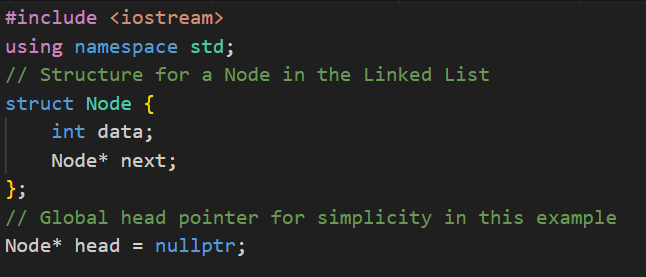 #include <iostream>
using namespace std;
// Structure for a Node in the Linked List
struct Node {
    int data;
    Node* next;
};
// Global head pointer for simplicity in this example
Node* head = nullptr;